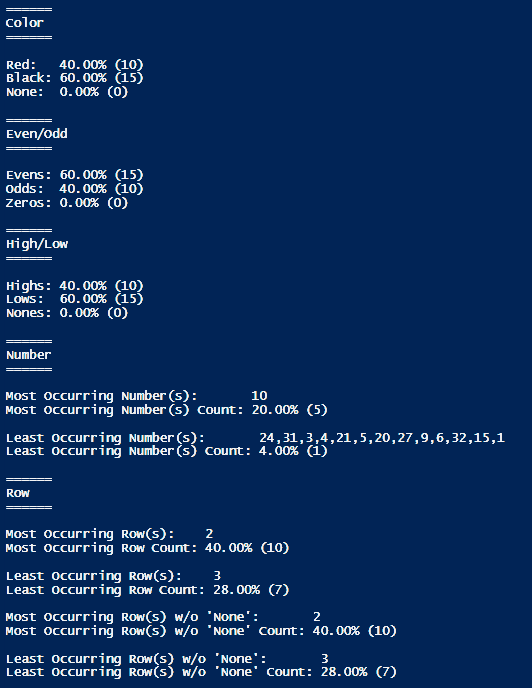 ======
Color
======
Red:   40.00% (10)
Black: 60.00% (15)
None:  0.00% (0)
======
Even/Odd
======
Evens: 60.00% (15)
Odds:  40.00% (10)
Zeros: 0.00% (0)
======
High/Low
======
Highs: 40.00% (10)
Lows:  60.00% (15)
Nones: 0.00% (0)
======
Number
======
Most Occurring Number(s):       10
Most Occurring Number(s) Count: 20.00% (5)
Least Occurring Number(s):       24,31,3,4,21,5,20,27,9,6,32,15,1
Least Occurring Number(s) Count: 4.00% (1)
======
Row
======
Most Occurring Row(s):    2
Most Occurring Row Count: 40.00% (10)
Least Occurring Row(s):    3
Least Occurring Row Count: 28.00% (7)
Most Occurring Row(s) w/o 'None':       2
Most Occurring Row(s) w/o 'None' Count: 40.00% (10)
Least Occurring Row(s) w/o 'None':       3
Least Occurring Row(s) w/o 'None' Count: 28.00% (7)